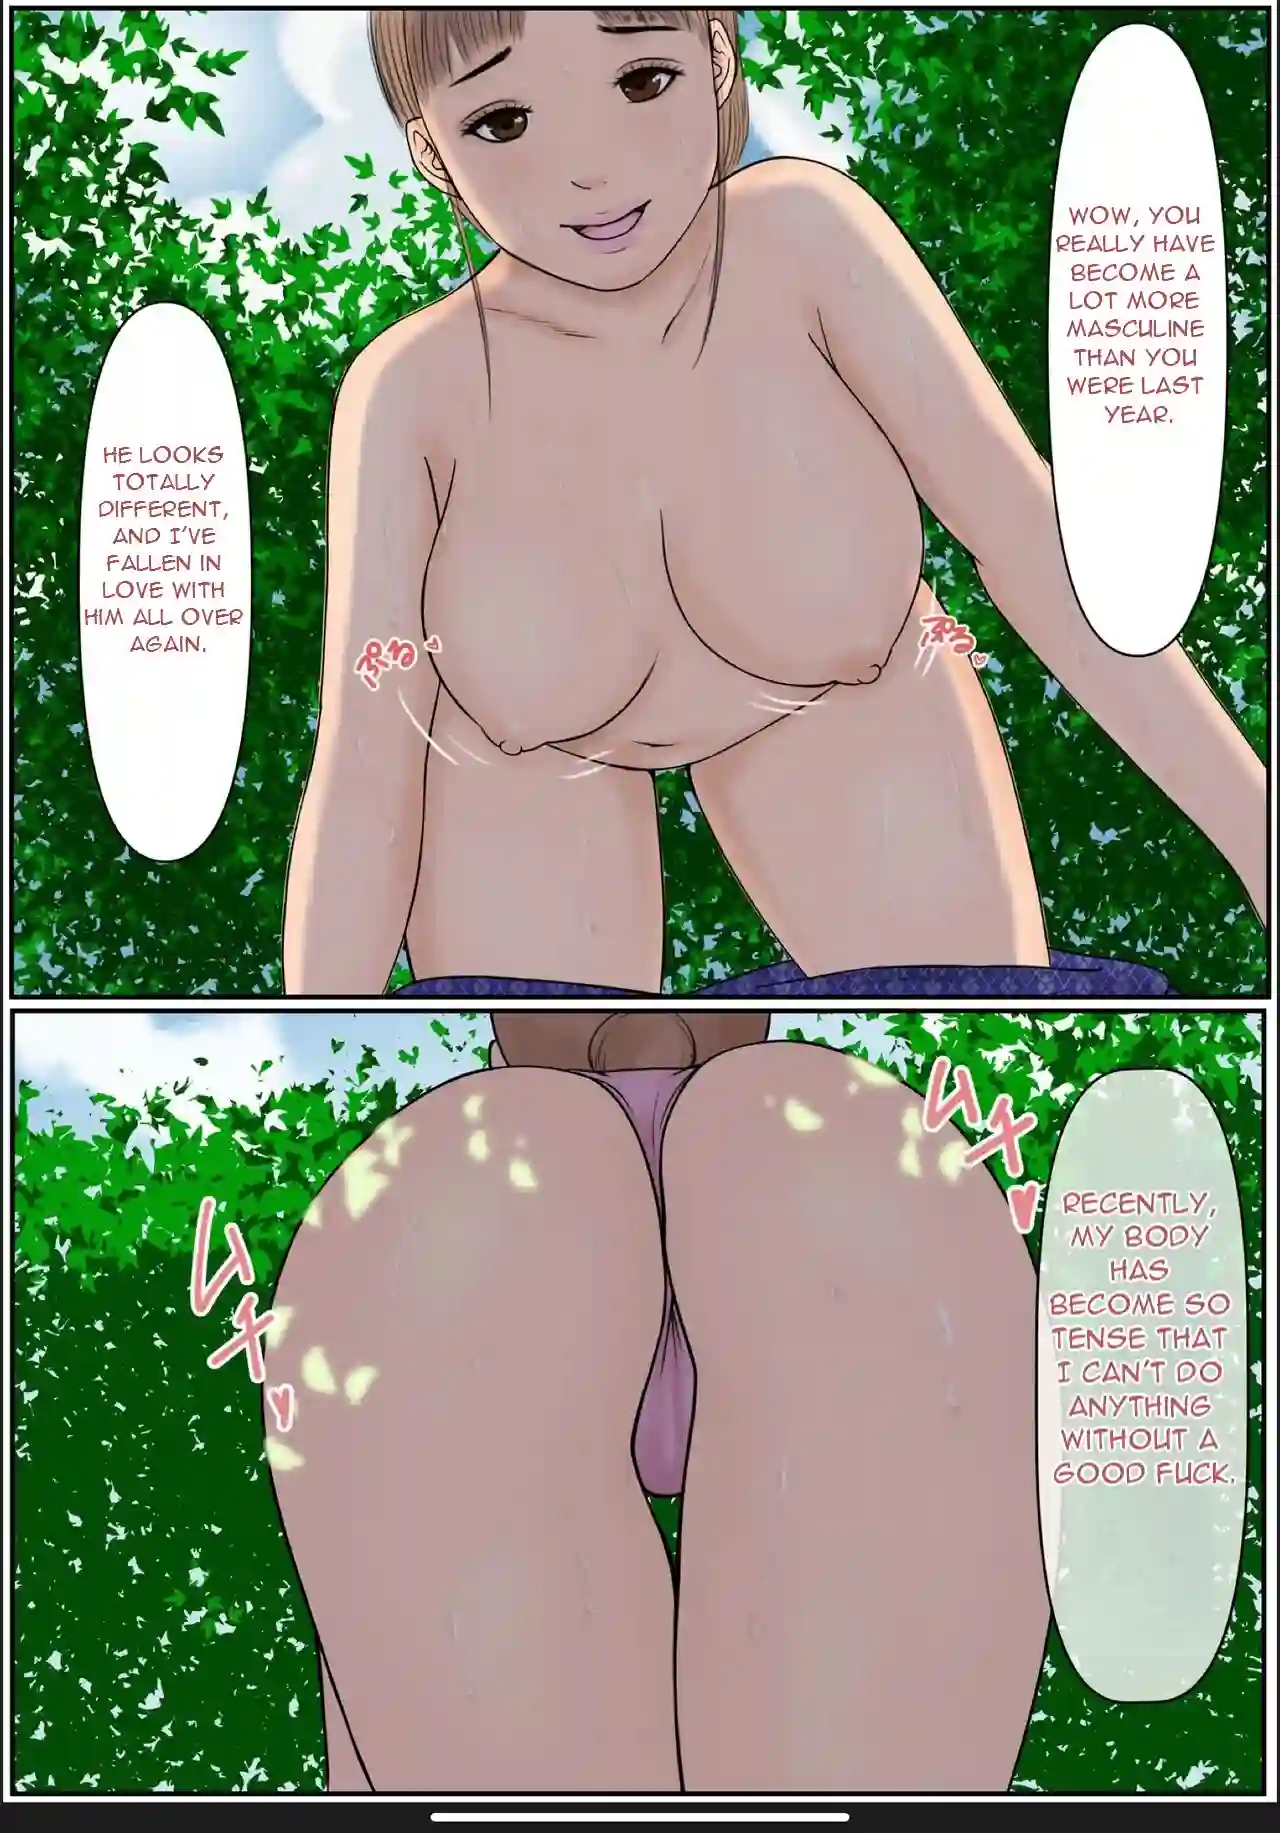 WOW, YOU
REALLY HAVE
BECOME A
LOT MORE
MASCULINE
THAN YOU
WERE LAST
YEAR.
HE LOOKS
TOTALLY
DIFFERENT,
AND I'VE
FALLEN IN
LOVE WITH
HIM ALL OVER
AGAIN.
ぷる♥
ぷる♥
ムチ♥
RECENTLY,
MY BODY
HAS
BECOME SO
TENSE THAT
I CAN'T DO
ANYTHING
WITHOUT A
GOOD FUCK.
ムチ♥